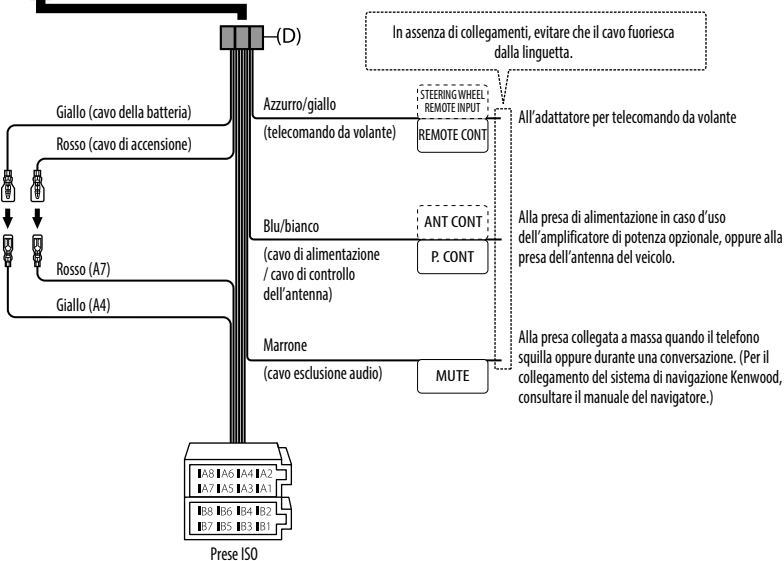 (D)
In assenza di collegamenti, evitare che il cavo fuoriesca
dalla linguetta.
Giallo (cavo della batteria)
Rosso (cavo di accensione)
Azzurro/giallo
(telecomando da volante)
STEERING WHEEL
REMOTE INPUT
REMOTE CONT
All'adattatore per telecomando da volante
Blu/bianco
(cavo di alimentazione
/ cavo di controllo
dell'antenna)
ANT CONT
P. CONT
Alla presa di alimentazione in caso d'uso
dell'amplificatore di potenza opzionale, oppure alla
presa dell'antenna del veicolo.
Rosso (A7)
Giallo (A4)
Marrone
(cavo esclusione audio)
MUTE
Alla presa collegata a massa quando il telefono
squilla oppure durante una conversazione. (Per il
collegamento del sistema di navigazione Kenwood,
consultare il manuale del navigatore.)
A8 A6 A4 A2
A7 A5 A3 A1
B8 B6 B4 B2
B7 B5 B3 B1
Prese ISO